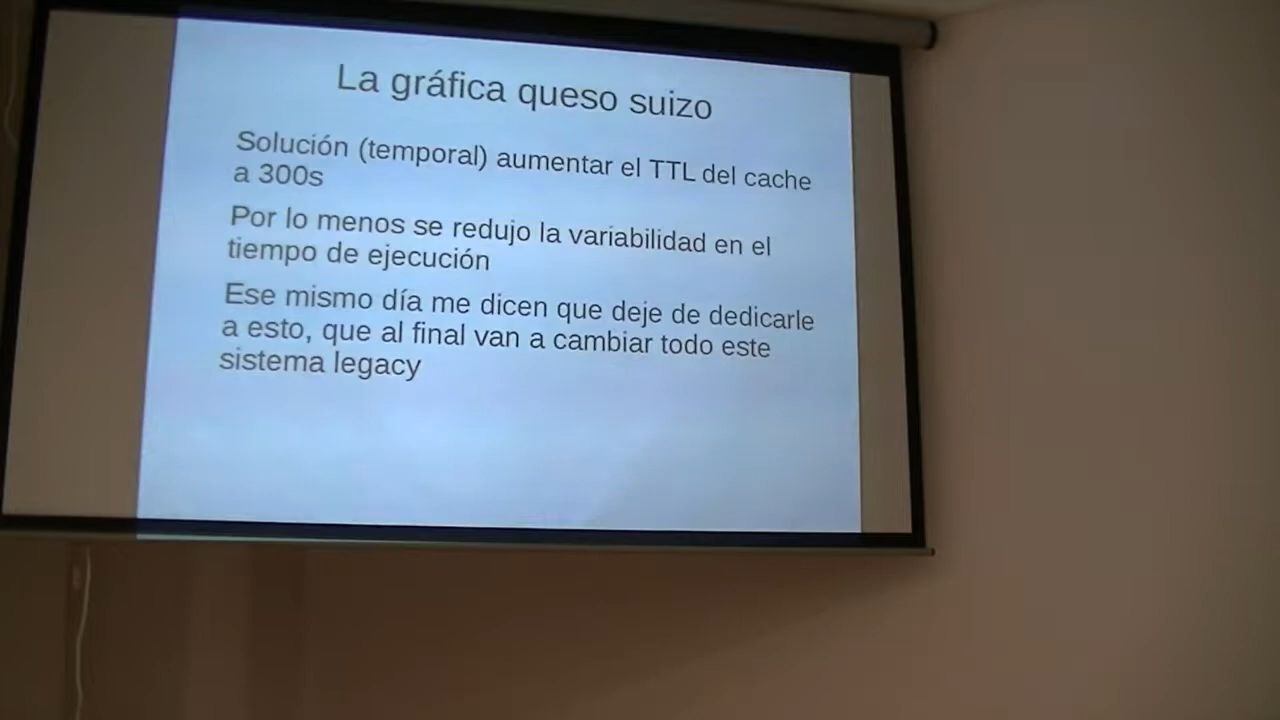 La gráfica queso suizo
Solución (temporal) aumentar el TTL del cache
a 300s
Por lo menos se redujo la variabilidad en el
tiempo de ejecución
Ese mismo día me dicen que deje de dedicarle
a esto, que al final van a cambiar todo este
sistema legacy